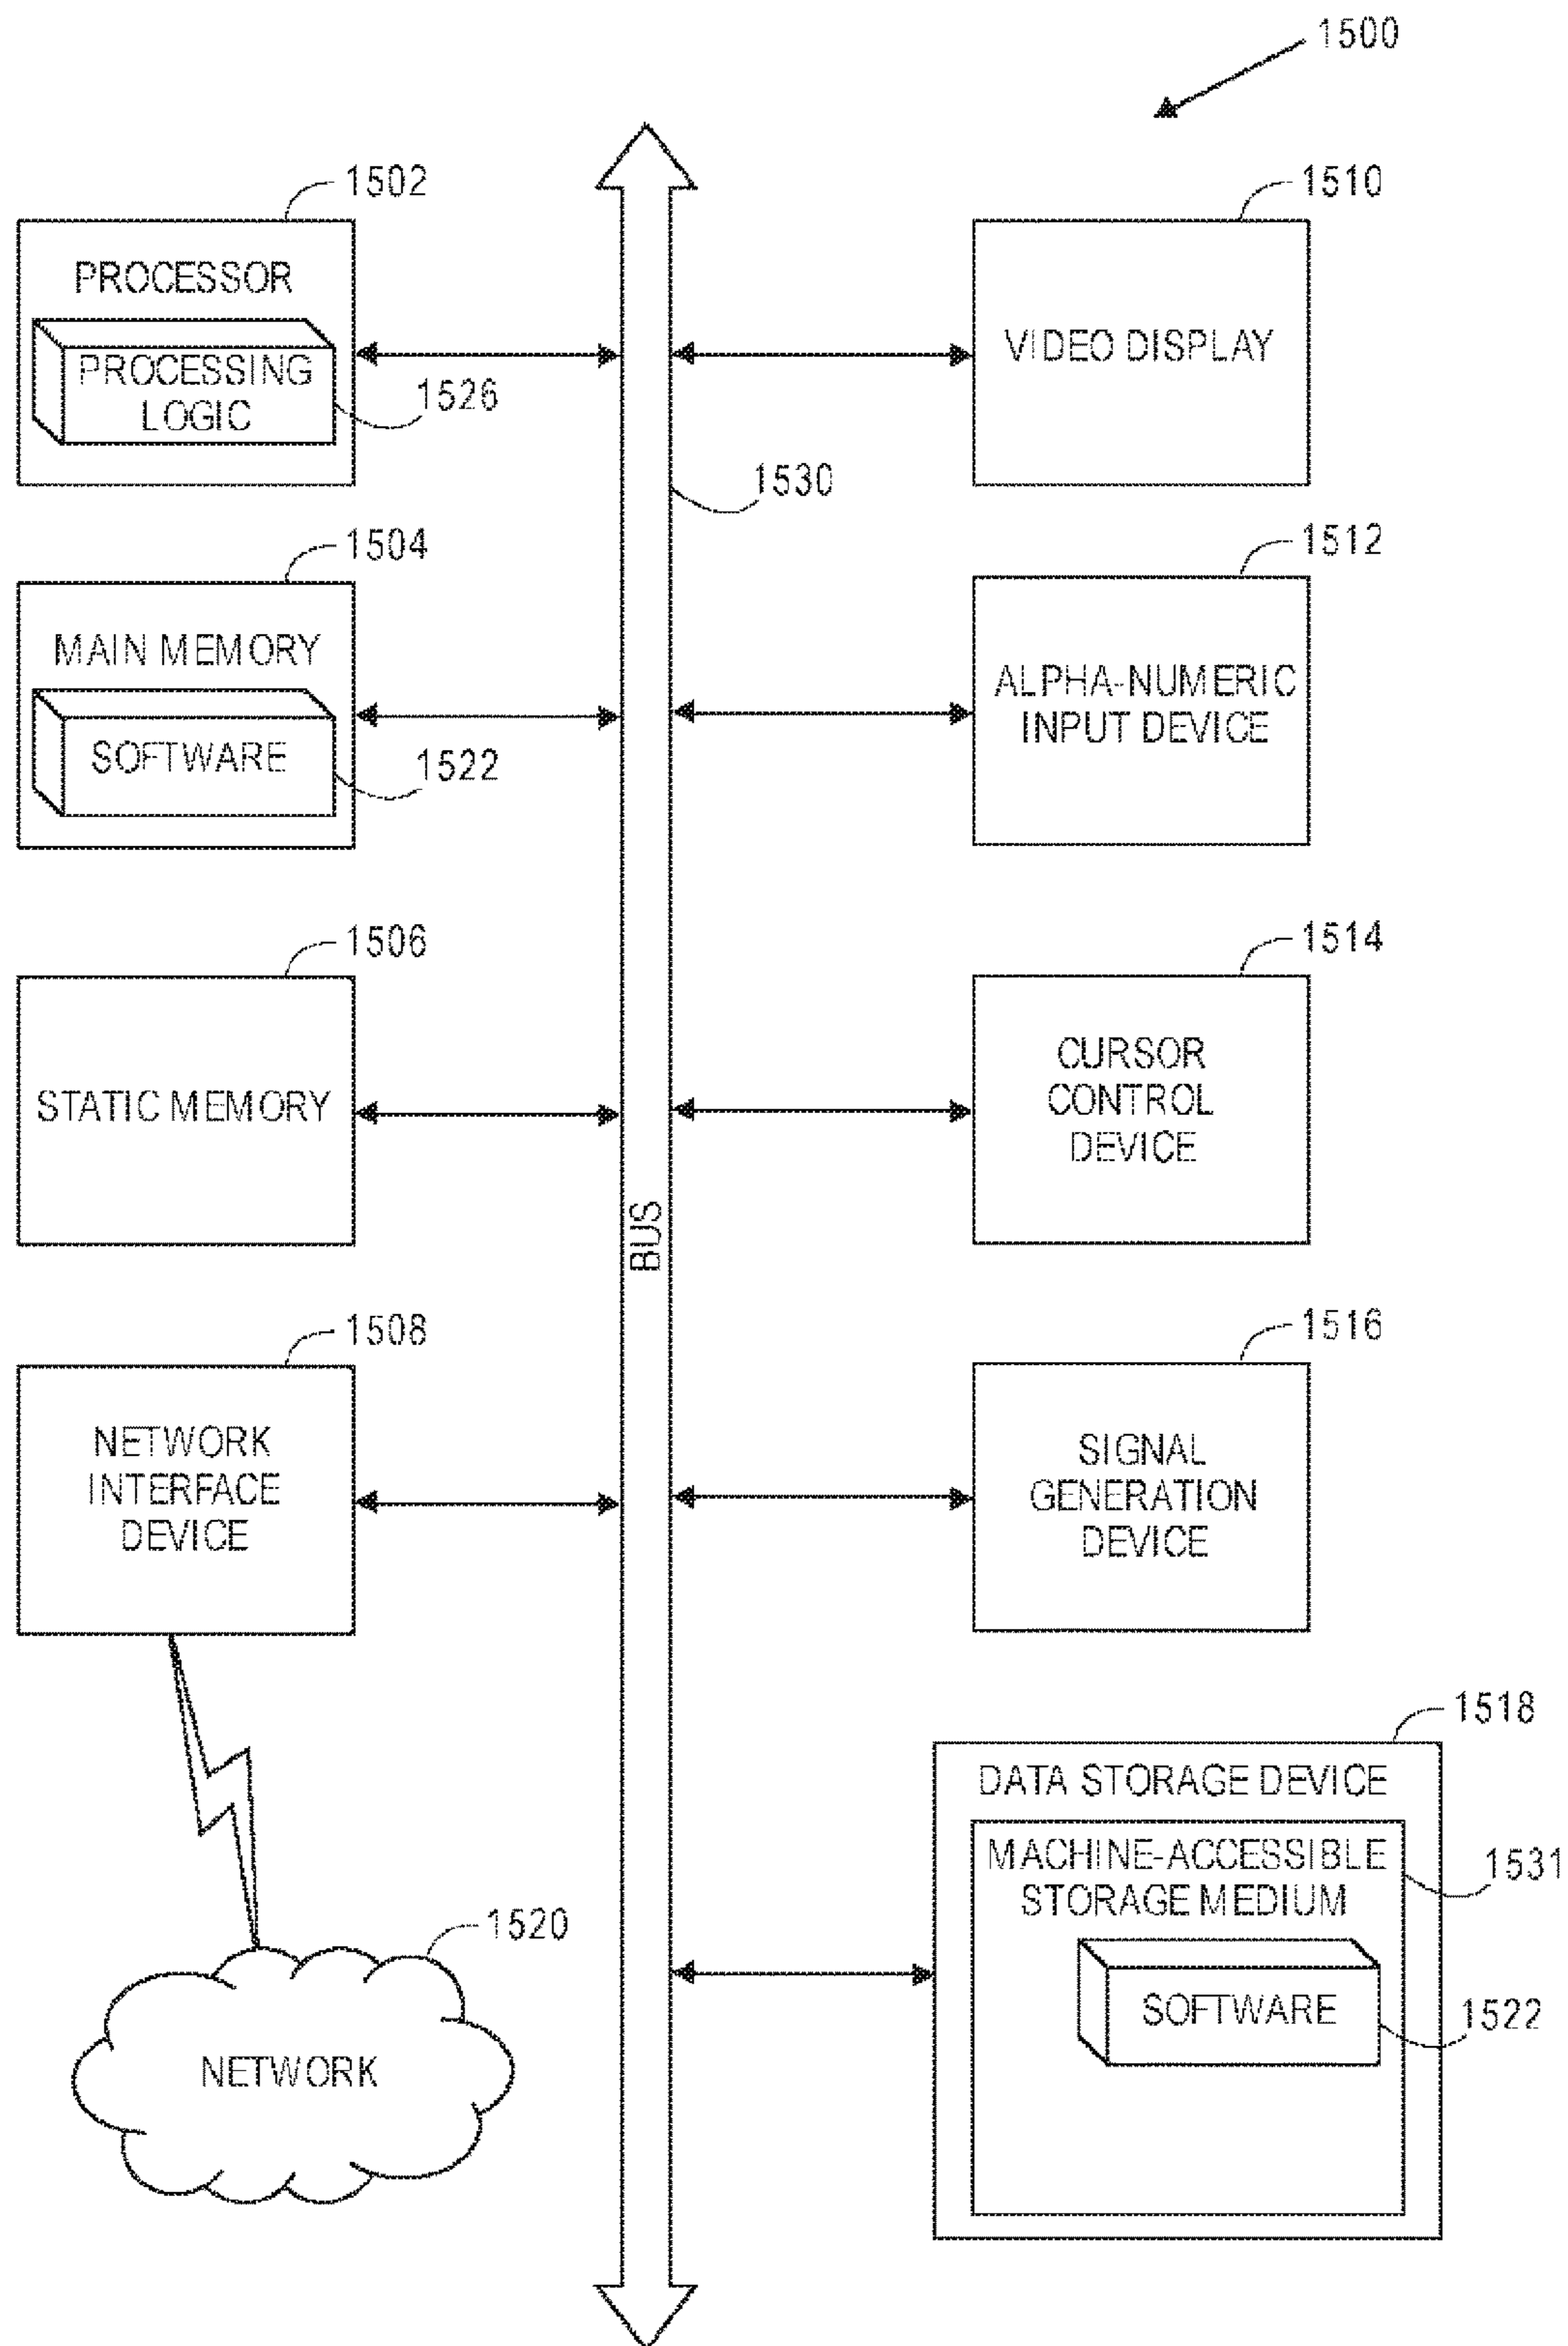 1500
1502
PROCESSOR
PROCESSING
LOGIC
1526
1530
1510
VIDEO DISPLAY
1504
MAIN MEMORY
SOFTWARE
1522
1512
ALPHA-NUMERIC
INPUT DEVICE
1506
STATIC MEMORY
1514
CURSOR
CONTROL
DEVICE
BUS
1508
NETWORK
INTERFACE
DEVICE
1516
SIGNAL
GENERATION
DEVICE
1520
NETWORK
1518
DATA STORAGE DEVICE
MACHINE-ACCESSIBLE
STORAGE MEDIUM
1531
SOFTWARE
1522